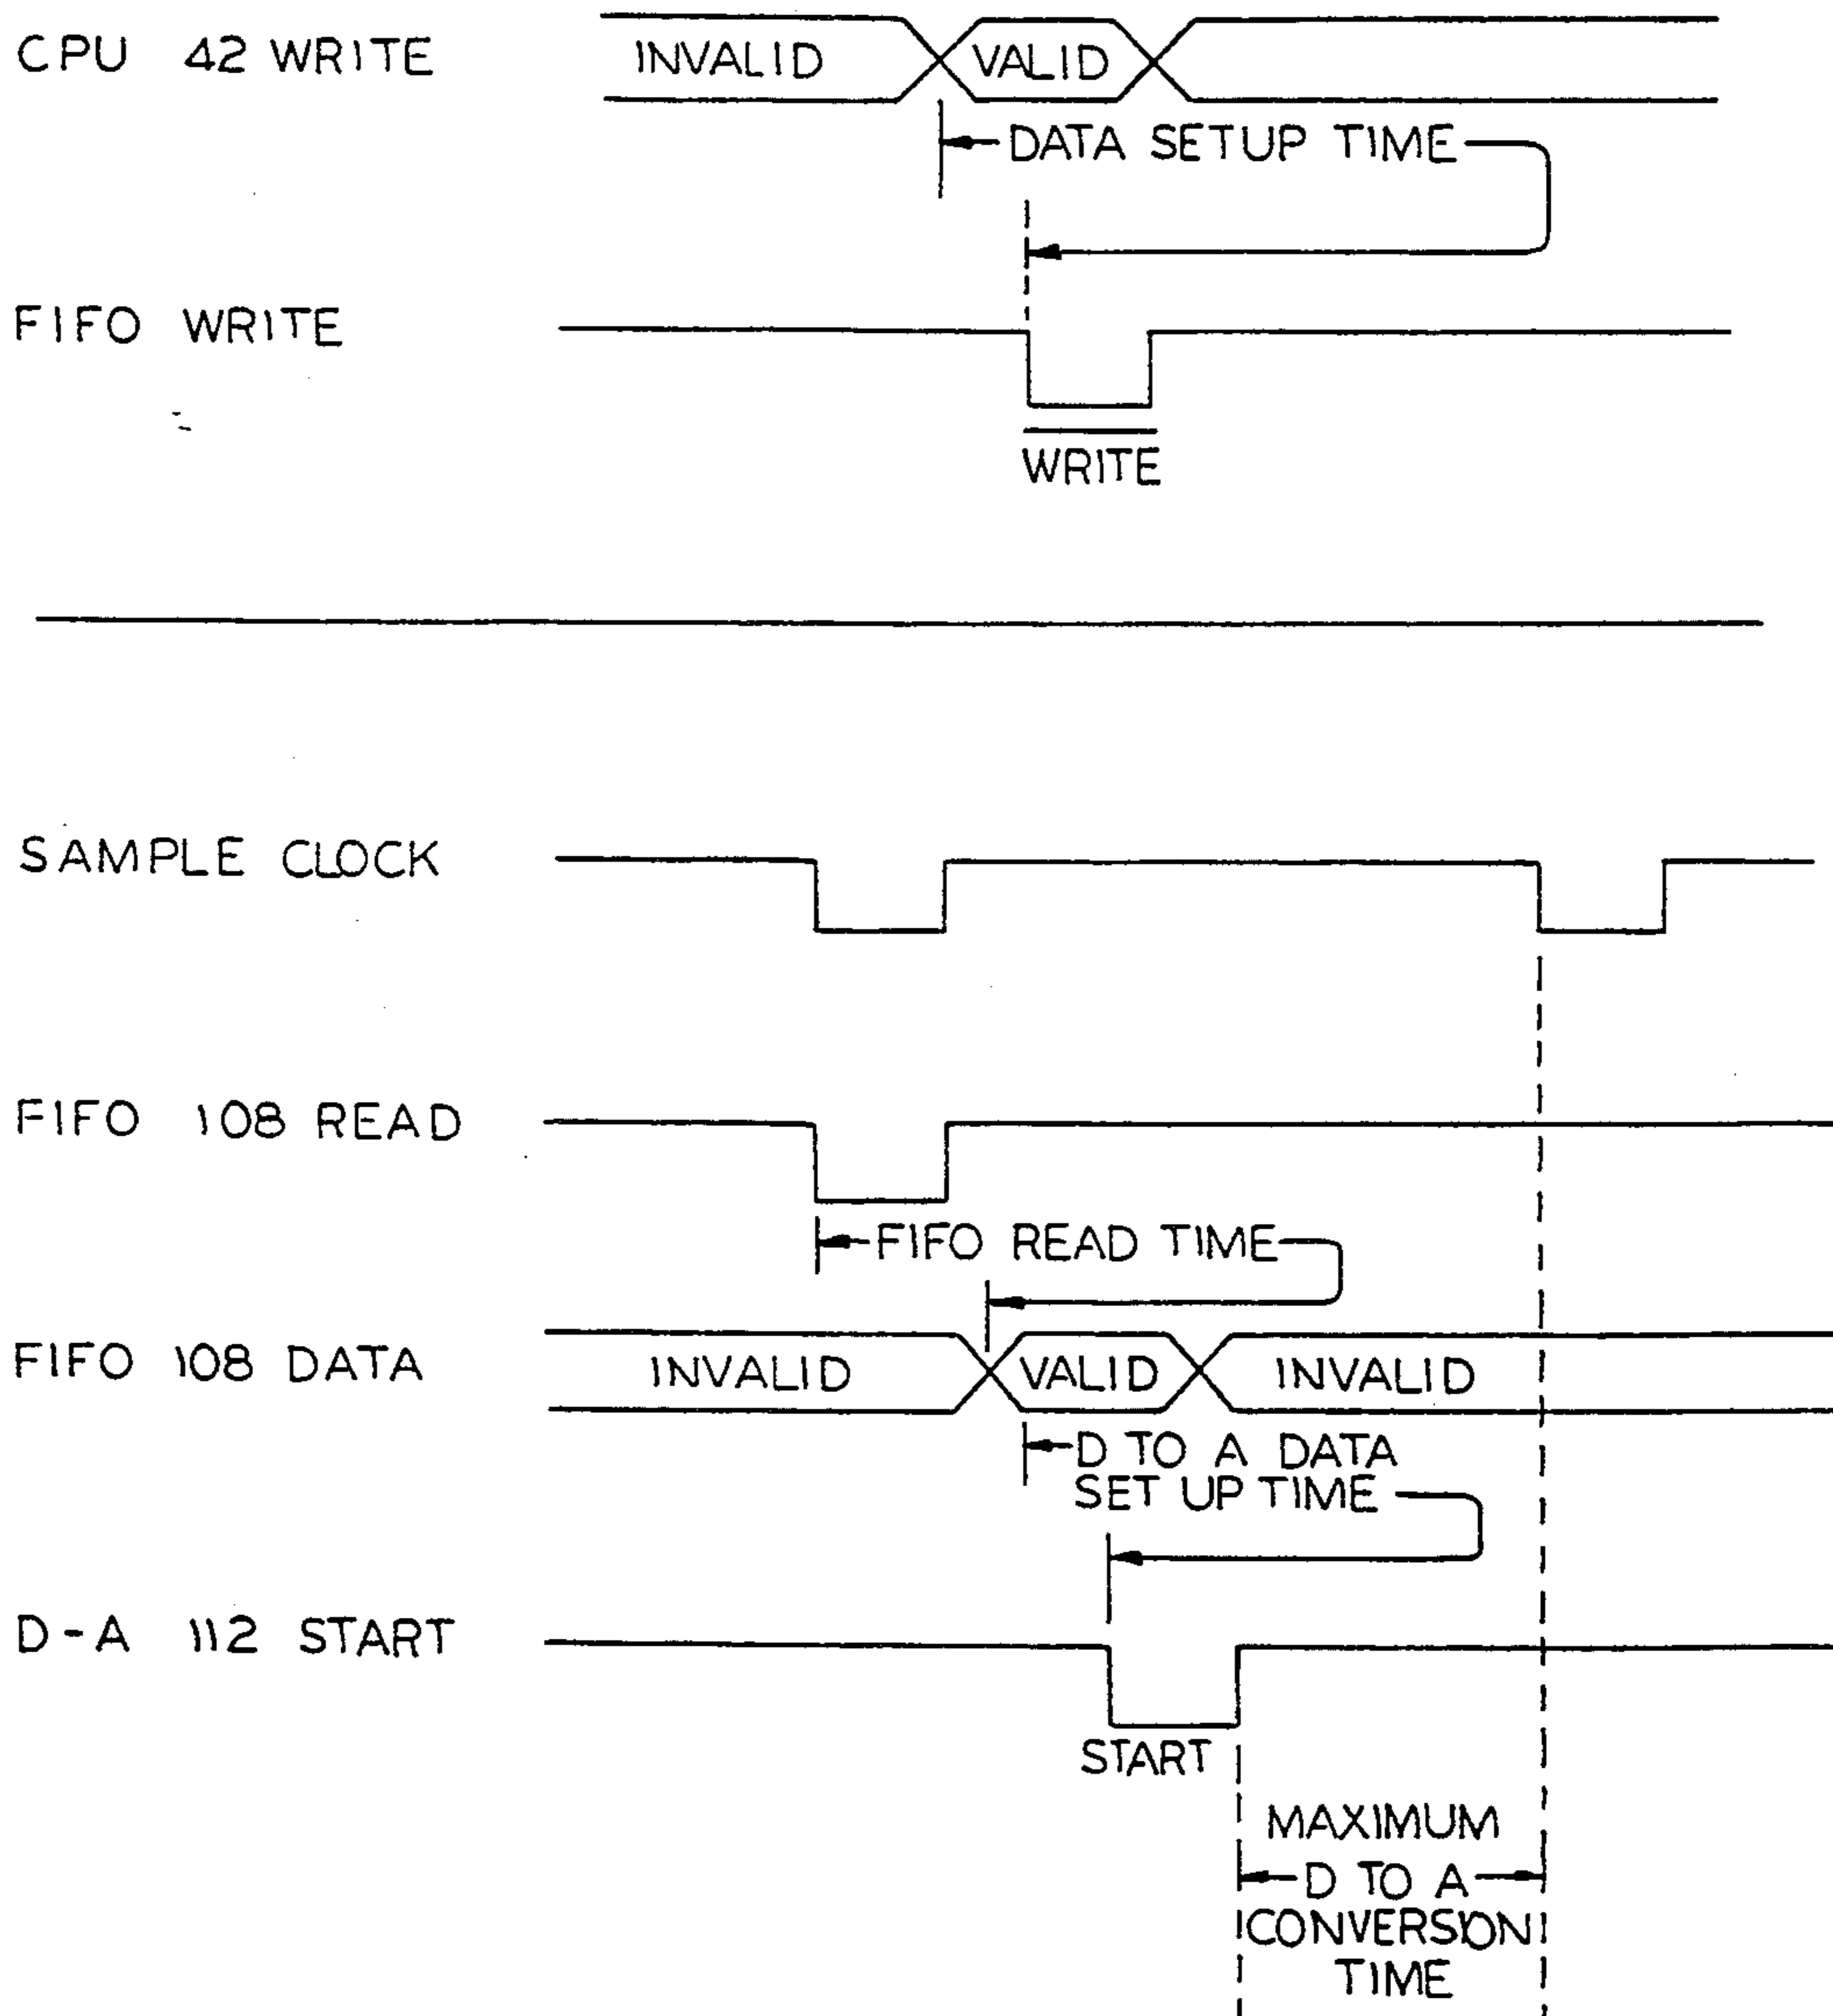 CPU 42 WRITE
INVALID
VALID
DATA SETUP TIME
FIFO WRITE
WRITE
SAMPLE CLOCK
FIFO 108 READ
FIFO READ TIME
FIFO 108 DATA
INVALID
VALID
INVALID
D TO A DATA
SET UP TIME
D-A 112 START
START
MAXIMUM
D TO A
CONVERSION
TIME